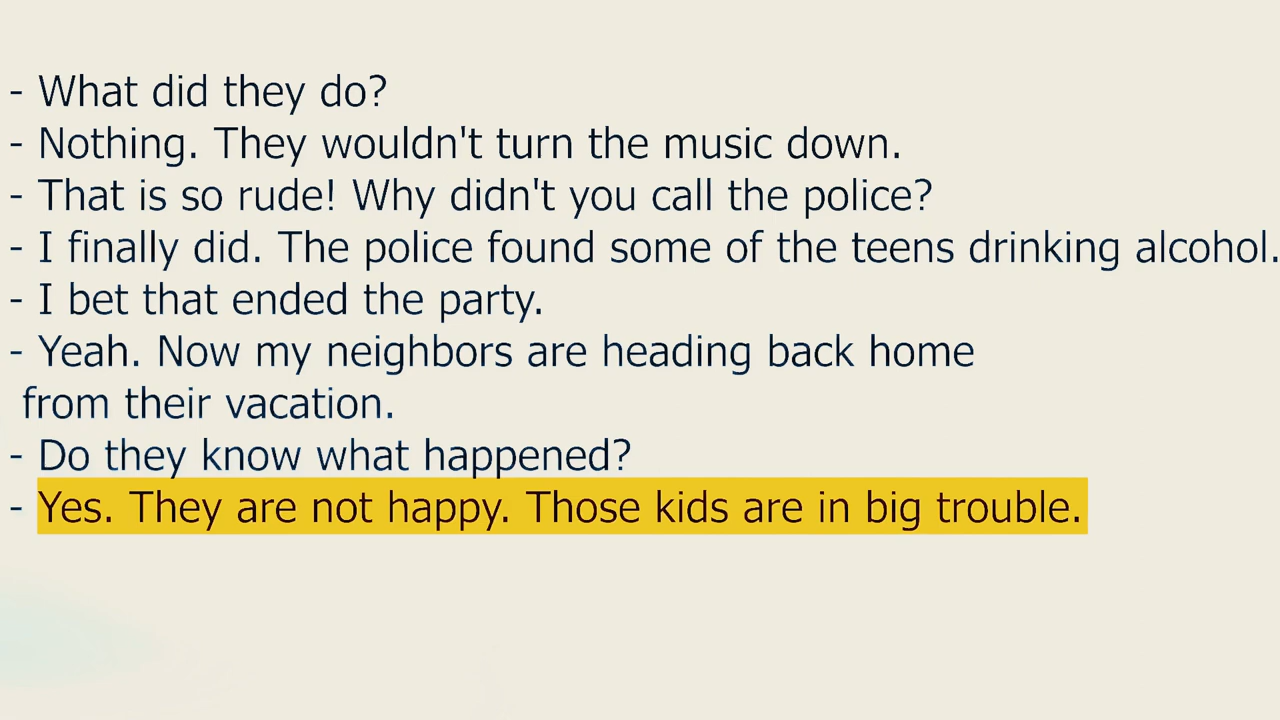 - What did they do?
- Nothing. They wouldn't turn the music down.
- That is so rude! Why didn't you call the police?
- I finally did. The police found some of the teens drinking alcohol.
- I bet that ended the party.
- Yeah. Now my neighbors are heading back home
from their vacation.
- Do they know what happened?
- Yes. They are not happy. Those kids are in big trouble.